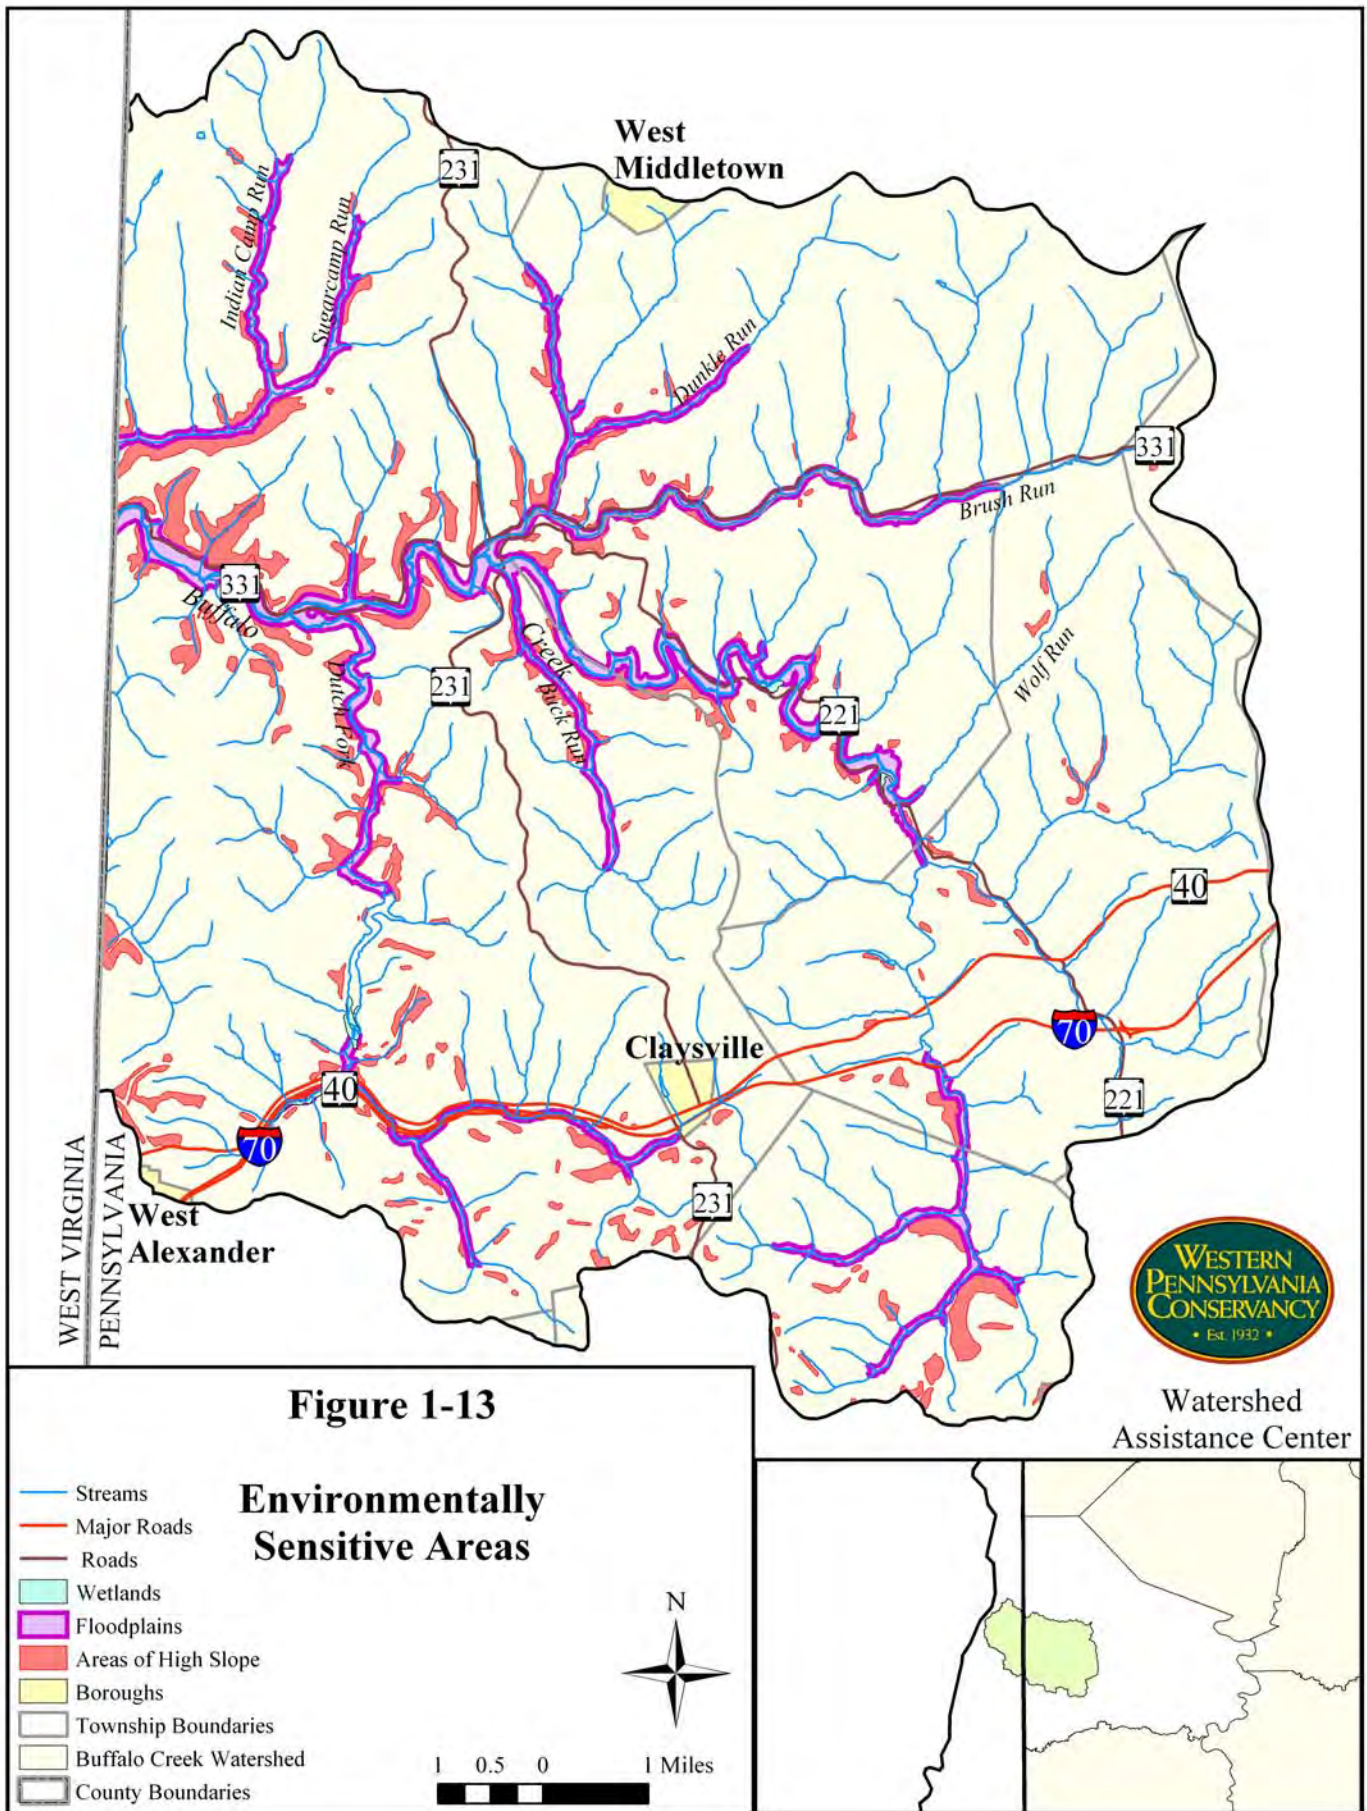 West
Middletown
231
Indian Camp Run
Sugarcamp Run
Dunkle Run
331
Brush Run
331
Buffalo
Creek
Wolf Run
Dutch Fork
231
Buck Run
221
40
70
Claysville
40
221
70
231
West
Alexander
WEST VIRGINIA
PENNSYLVANIA
WESTERN
PENNSYLVANIA
CONSERVANCY
• Est. 1932 •
Watershed
Assistance Center
Figure 1-13
Environmentally
Sensitive Areas
Streams
Major Roads
Roads
Wetlands
Floodplains
Areas of High Slope
Boroughs
Township Boundaries
Buffalo Creek Watershed
County Boundaries
N
1 0.5 0 1 Miles